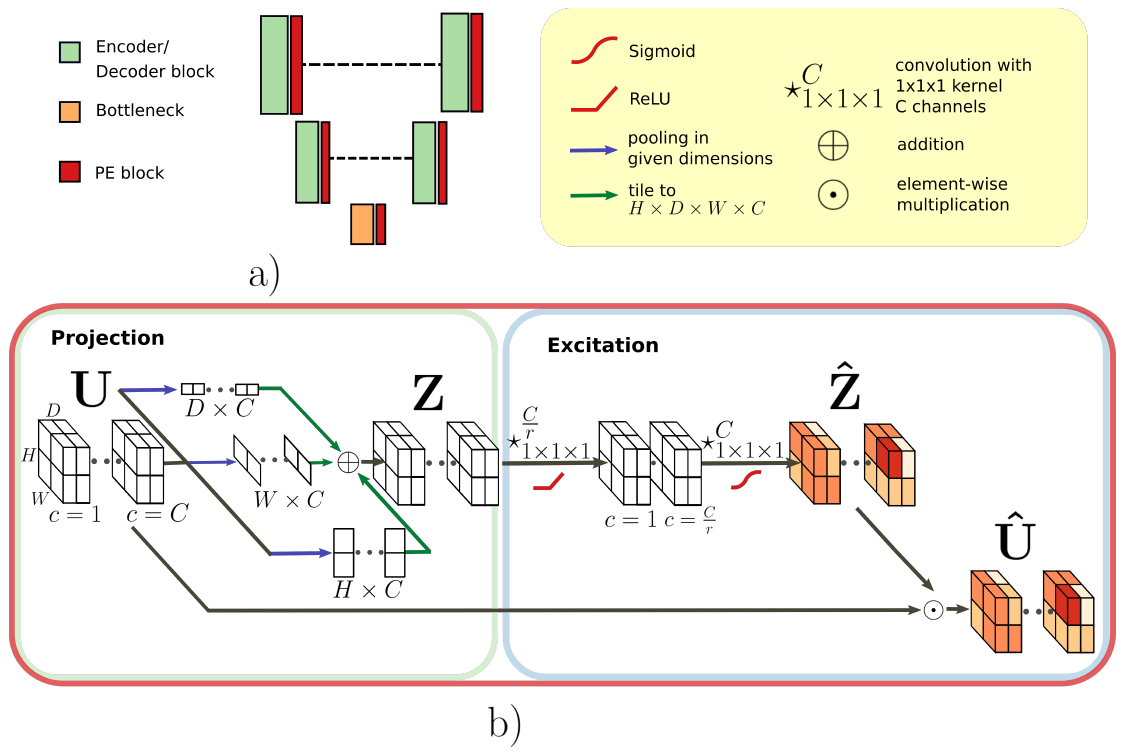 Encoder/
Decoder block
Bottleneck
PE block
Sigmoid
ReLU
pooling in
given dimensions
tile to
H × D × W × C
⋆ C 1×1×1
convolution with
1x1x1 kernel
C channels
addition
element-wise
multiplication
a)
Projection
U
D
H
W
c = 1
c = C
D × C
W × C
H × C
Z
Excitation
⋆ C/r 1×1×1
c = 1
c = C/r
⋆ C 1×1×1
Ẑ
Û
b)